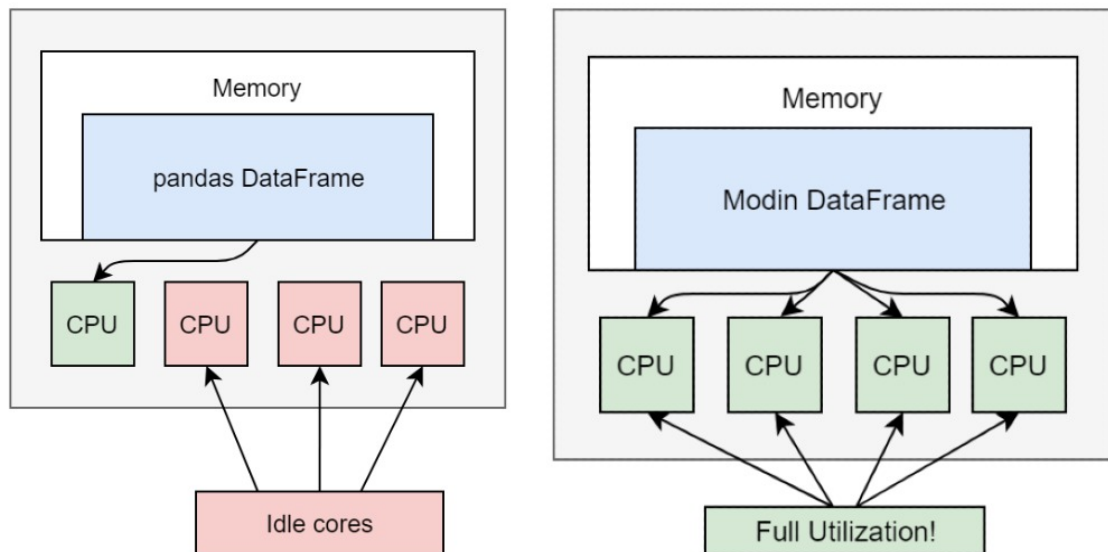 Memory
pandas DataFrame
CPU
CPU
CPU
CPU
Idle cores
Memory
Modin DataFrame
CPU
CPU
CPU
CPU
Full Utilization!